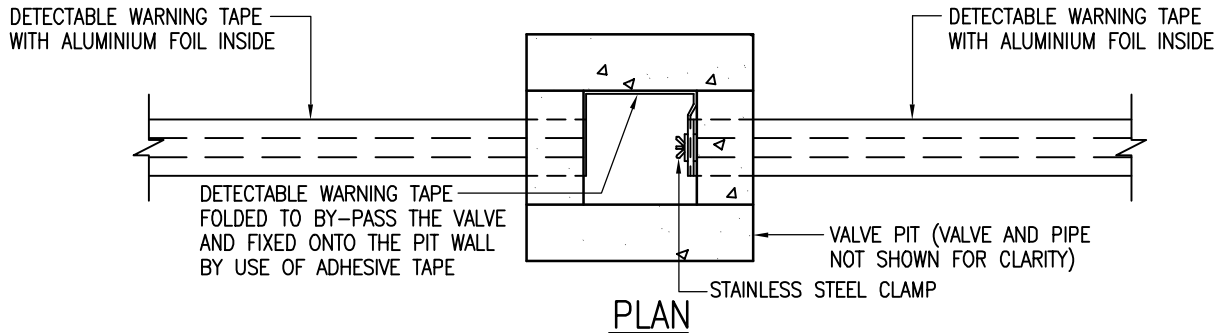 DETECTABLE WARNING TAPE
WITH ALUMINIUM FOIL INSIDE
DETECTABLE WARNING TAPE
WITH ALUMINIUM FOIL INSIDE
DETECTABLE WARNING TAPE
FOLDED TO BY-PASS THE VALVE
AND FIXED ONTO THE PIT WALL
BY USE OF ADHESIVE TAPE
VALVE PIT (VALVE AND PIPE
NOT SHOWN FOR CLARITY)
STAINLESS STEEL CLAMP
PLAN